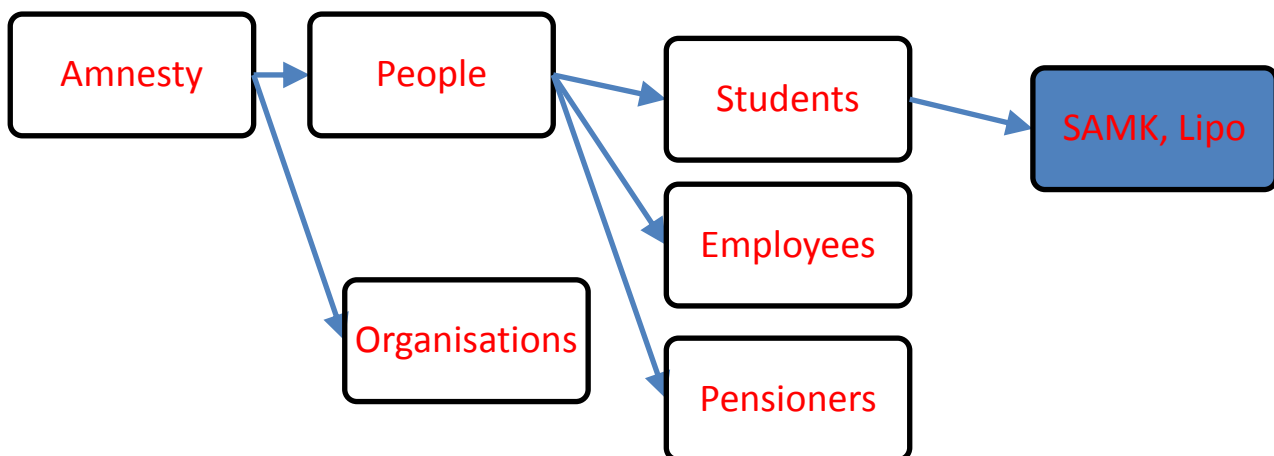 Amnesty
People
Students
SAMK, Lipo
Employees
Organisations
Pensioners